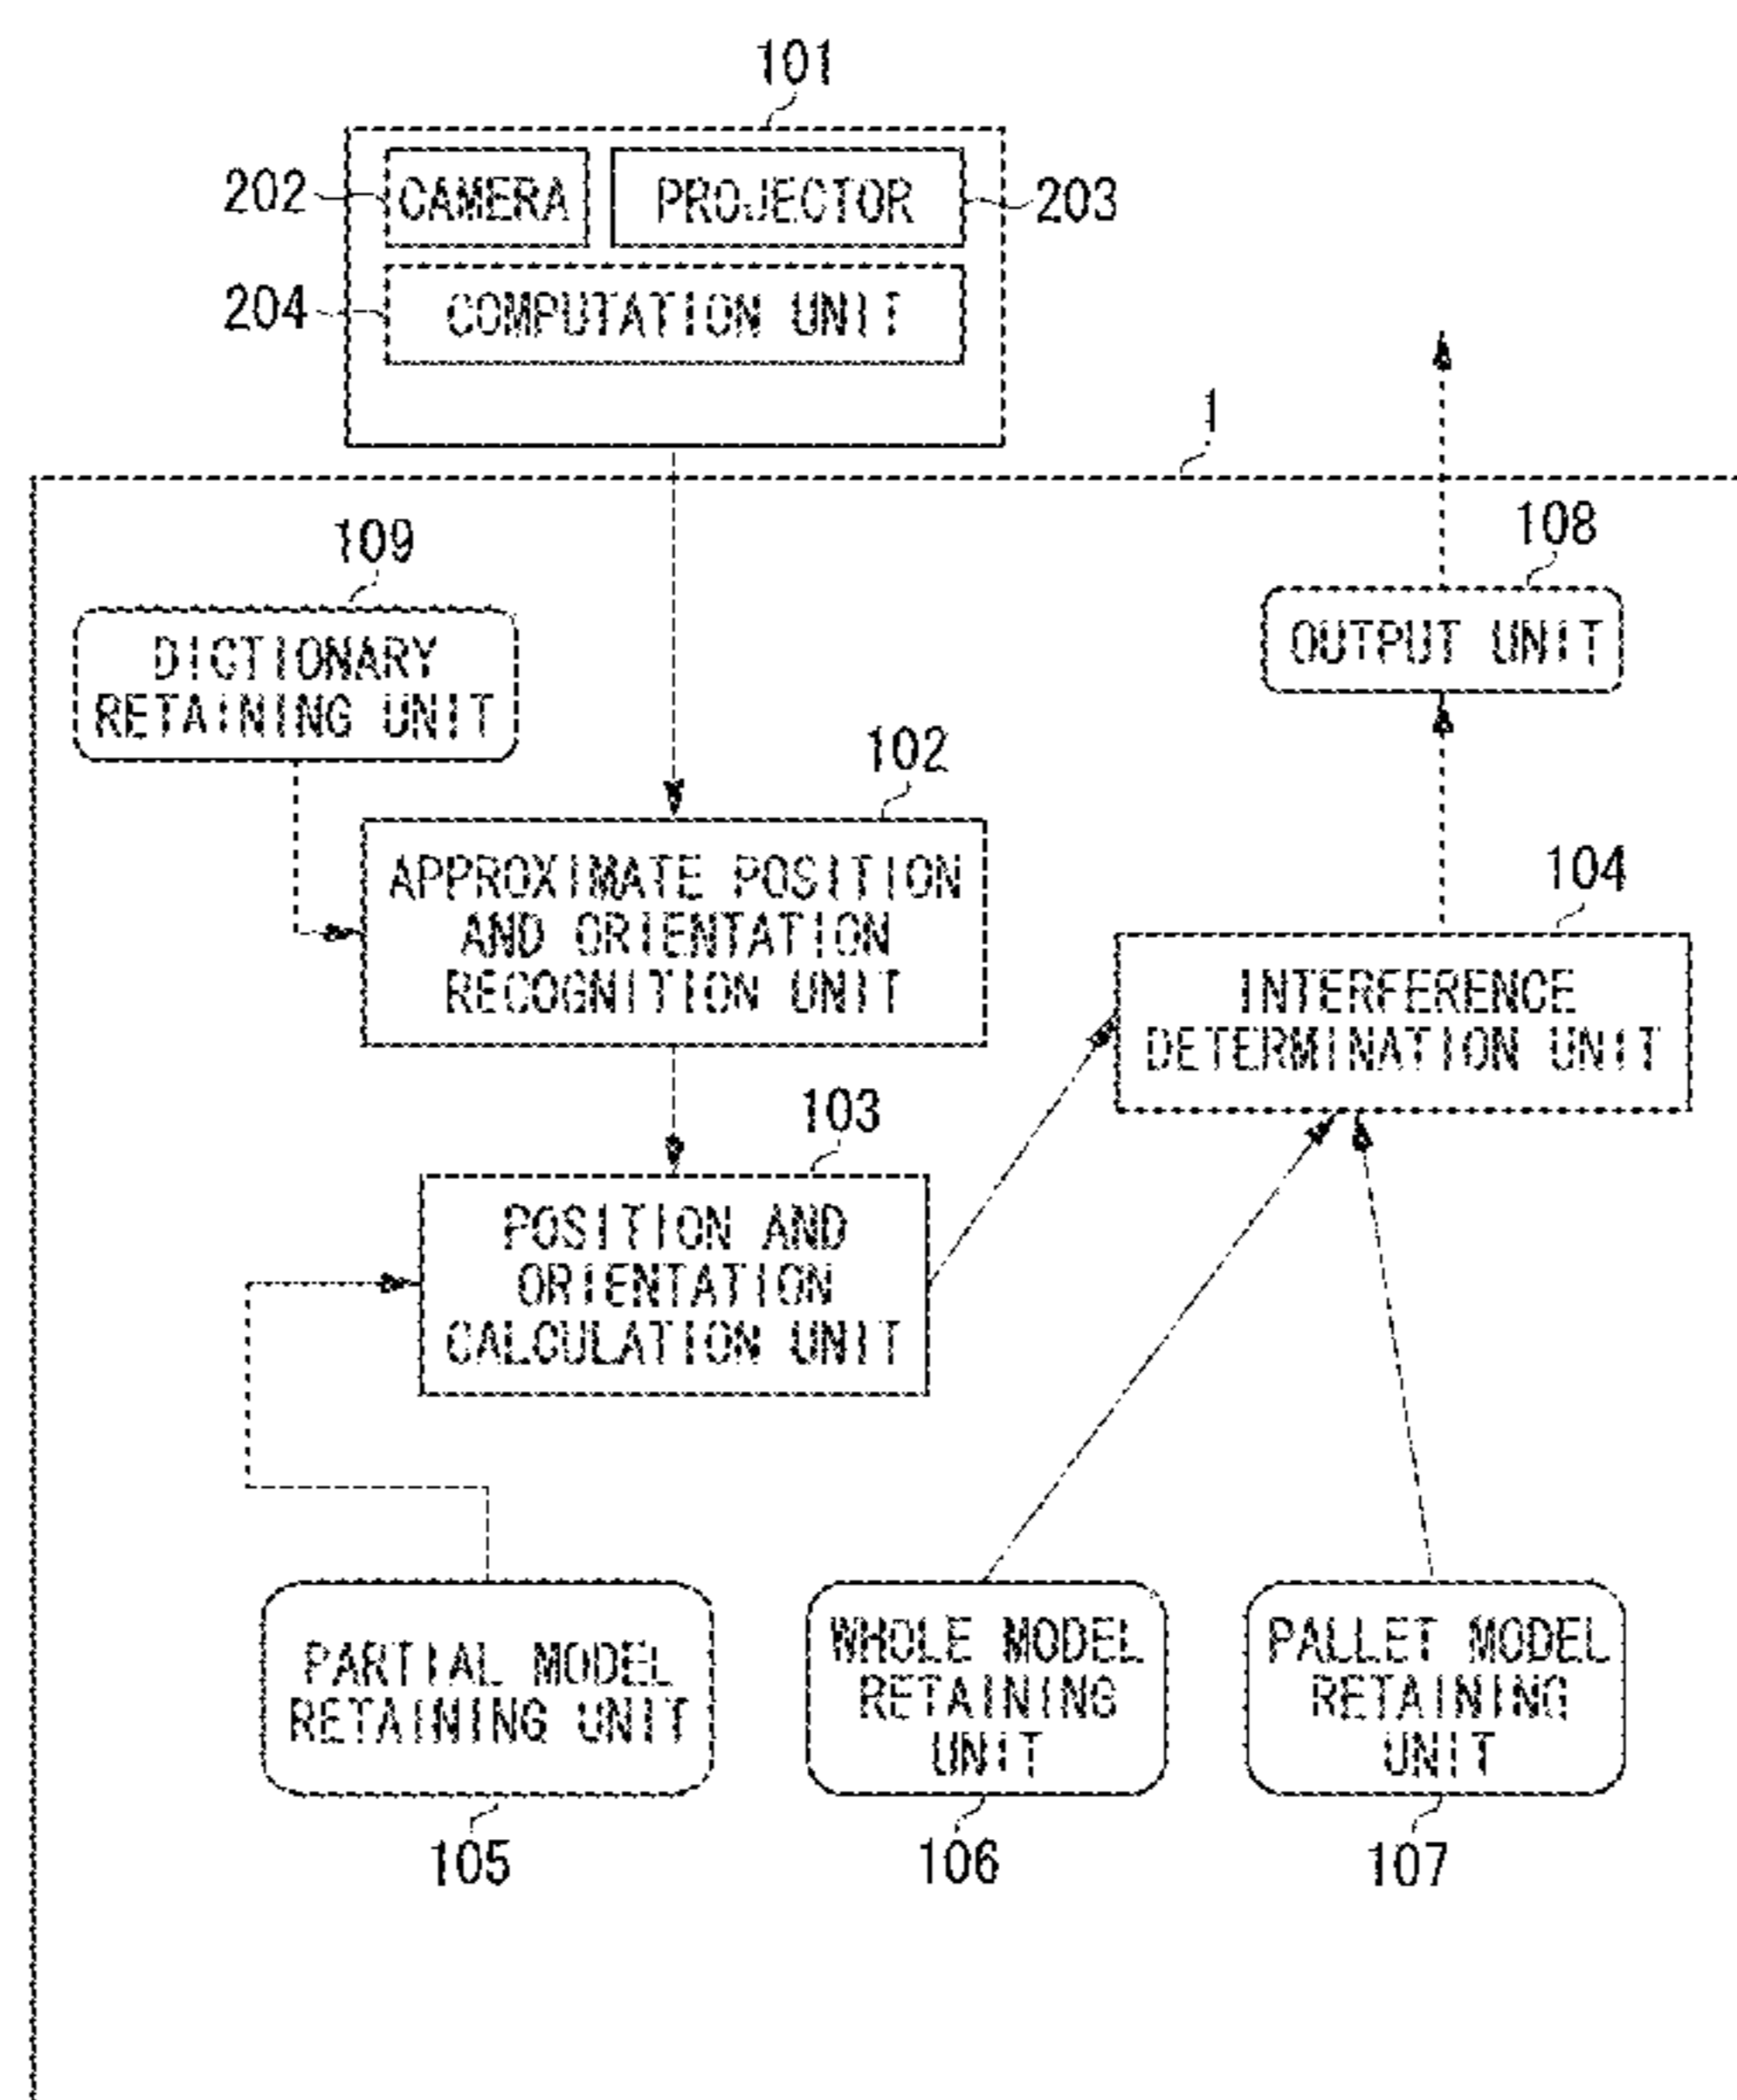 101
202
CAMERA
PROJECTOR
203
204
COMPUTATION UNIT
1
109
DICTIONARY
RETAINING UNIT
108
OUTPUT UNIT
102
APPROXIMATE POSITION
AND ORIENTATION
RECOGNITION UNIT
104
INTERFERENCE
DETERMINATION UNIT
103
POSITION AND
ORIENTATION
CALCULATION UNIT
PARTIAL MODEL
RETAINING UNIT
105
WHOLE MODEL
RETAINING
UNIT
106
PALLET MODEL
RETAINING
UNIT
107